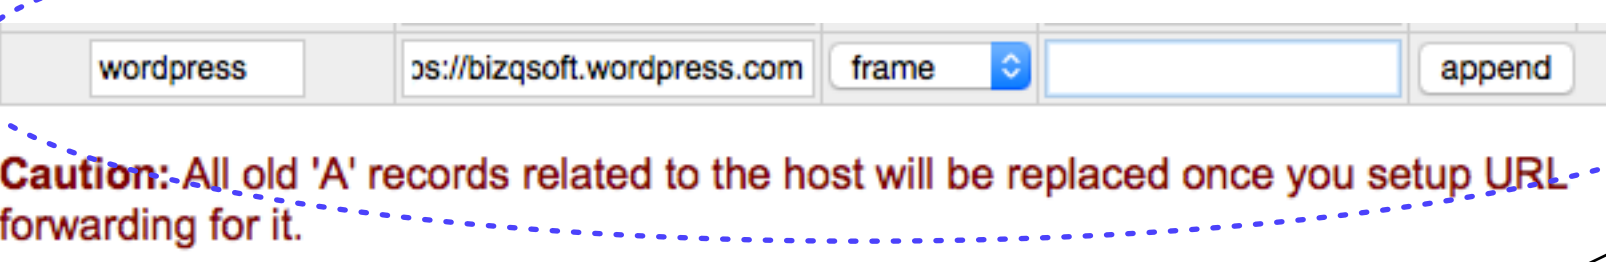 wordpress ps://bizqsoft.wordpress.com frame append
Caution: All old 'A' records related to the host will be replaced once you setup URL
forwarding for it.